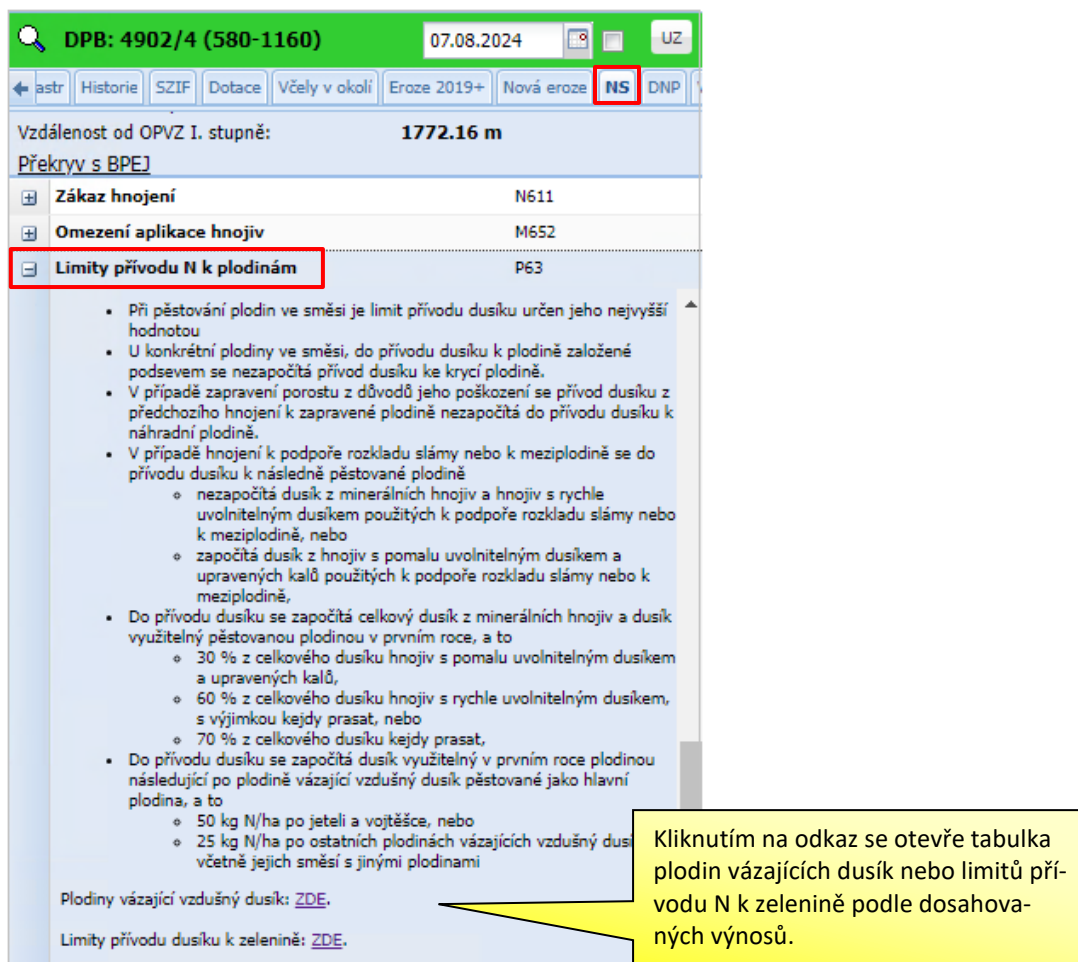 DPB: 4902/4 (580-1160) 07.08.2024 UZ
astr Historie SZIF Dotace Včely v okolí Eroze 2019+ Nová eroze NS DNP
Vzdálenost od OPVZ I. stupně: 1772.16 m
Překryv s BPEJ
Zákaz hnojení N611
Omezení aplikace hnojiv M652
Limity přívodu N k plodinám P63
• Při pěstování plodin ve směsi je limit přívodu dusíku určen jeho nejvyšší
hodnotou
• U konkrétní plodiny ve směsi, do přívodu dusíku k plodině založené
podsevem se nezapočítá přívod dusíku ke krycí plodině.
• V případě zapravení porostu z důvodů jeho poškození se přívod dusíku z
předchozího hnojení k zapravené plodině nezapočítá do přívodu dusíku k
náhradní plodině.
• V případě hnojení k podpoře rozkladu slámy nebo k meziplodině se do
přívodu dusíku k následně pěstované plodině
∘ nezapočítá dusík z minerálních hnojiv a hnojiv s rychle
uvolnitelným dusíkem použitých k podpoře rozkladu slámy nebo
k meziplodině, nebo
∘ započítá dusík z hnojiv s pomalu uvolnitelným dusíkem a
upravených kalů použitých k podpoře rozkladu slámy nebo k
meziplodině,
• Do přívodu dusíku se započítá celkový dusík z minerálních hnojiv a dusík
využitelný pěstovanou plodinou v prvním roce, a to
∘ 30 % z celkového dusíku hnojiv s pomalu uvolnitelným dusíkem
a upravených kalů,
∘ 60 % z celkového dusíku hnojiv s rychle uvolnitelným dusíkem,
s výjimkou kejdy prasat, nebo
∘ 70 % z celkového dusíku kejdy prasat,
• Do přívodu dusíku se započítá dusík využitelný v prvním roce plodinou
následující po plodině vázající vzdušný dusík pěstované jako hlavní
plodina, a to
∘ 50 kg N/ha po jeteli a vojtěšce, nebo
∘ 25 kg N/ha po ostatních plodinách vázajících vzdušný dusí
včetně jejich směsí s jinými plodinami
Plodiny vázající vzdušný dusík: ZDE.
Limity přívodu dusíku k zelenině: ZDE.
Kliknutím na odkaz se otevře tabulka
plodin vázajících dusík nebo limitů pří-
vodu N k zelenině podle dosahova-
ných výnosů.